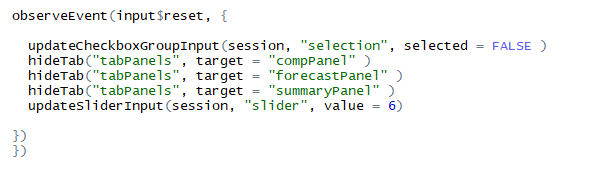 observeEvent(input$reset, {
updateCheckboxGroupInput(session, "selection", selected = FALSE )
hideTab("tabPanels", target = "compPanel" )
hideTab("tabPanels", target = "forecastPanel" )
hideTab("tabPanels", target = "summaryPanel" )
updateSliderInput(session, "slider", value = 6)
})
})